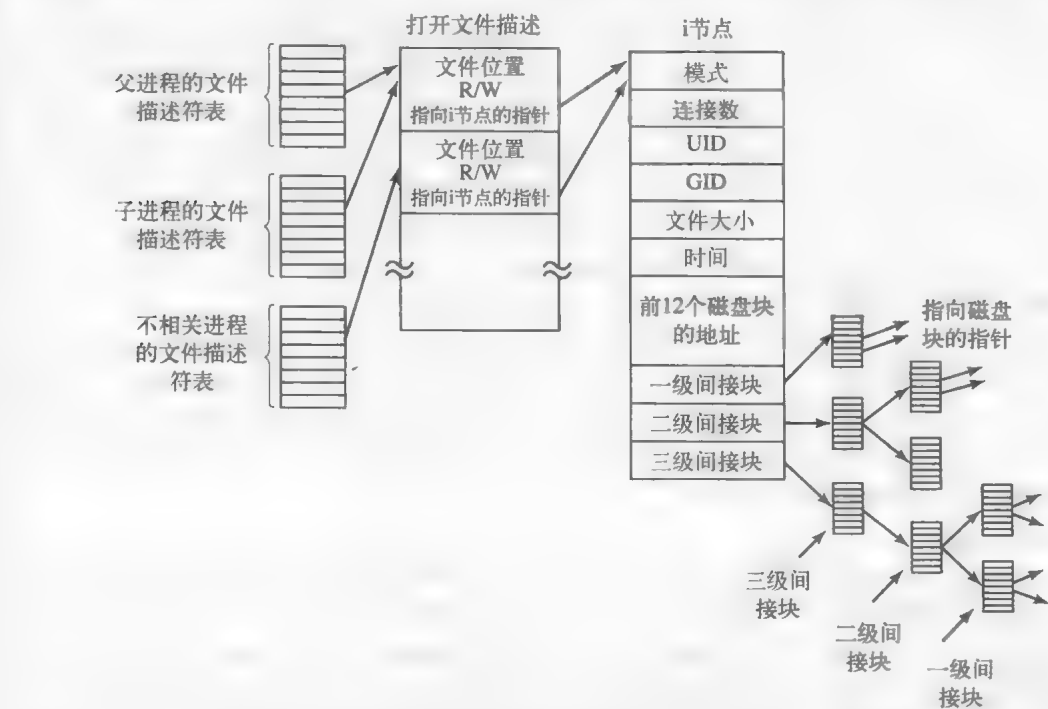 打开文件描述
i节点
父进程的文件
描述符表
子进程的文件
描述符表
不相关进程
的文件描述
符表
文件位置
R/W
指向i节点的指针
文件位置
R/W
指向i节点的指针
模式
连接数
UID
GID
文件大小
时间
前12个磁盘块
的地址
一级间接块
二级间接块
三级间接块
指向磁盘
块的指针
三级间
接块
二级间
接块
一级间
接块